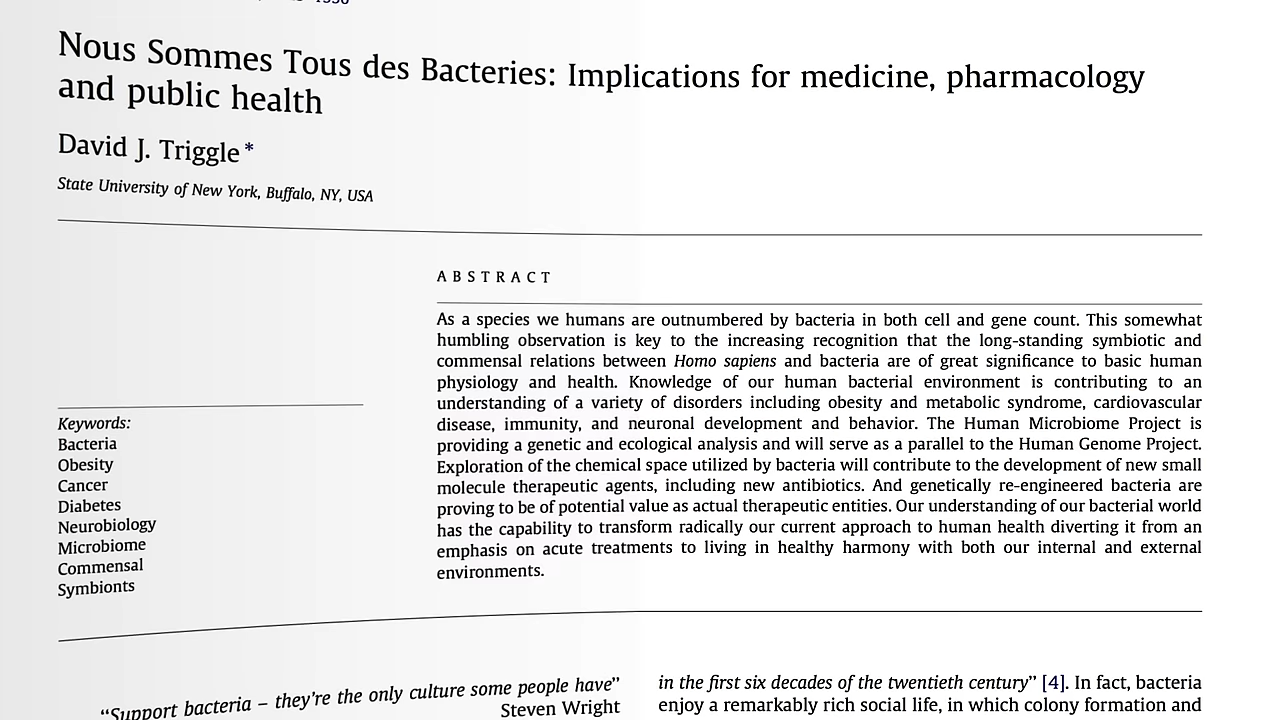 Nous Sommes Tous des Bacteries: Implications for medicine, pharmacology
and public health
David J. Triggle*
State University of New York, Buffalo, NY, USA
ABSTRACT
As a species we humans are outnumbered by bacteria in both cell and gene count. This somewhat
humbling observation is key to the increasing recognition that the long-standing symbiotic and
commensal relations between Homo sapiens and bacteria are of great significance to basic human
physiology and health. Knowledge of our human bacterial environment is contributing to an
understanding of a variety of disorders including obesity and metabolic syndrome, cardiovascular
disease, immunity, and neuronal development and behavior. The Human Microbiome Project is
providing a genetic and ecological analysis and will serve as a parallel to the Human Genome Project.
Exploration of the chemical space utilized by bacteria will contribute to the development of new small
molecule therapeutic agents, including new antibiotics. And genetically re-engineered bacteria are
proving to be of potential value as actual therapeutic entities. Our understanding of our bacterial world
has the capability to transform radically our current approach to human health diverting it from an
emphasis on acute treatments to living in healthy harmony with both our internal and external
environments.
Keywords:
Bacteria
Obesity
Cancer
Diabetes
Neurobiology
Microbiome
Commensal
Symbionts
“Support bacteria – they’re the only culture some people have”
Steven Wright
in the first six decades of the twentieth century” [4]. In fact, bacteria
enjoy a remarkably rich social life, in which colony formation and